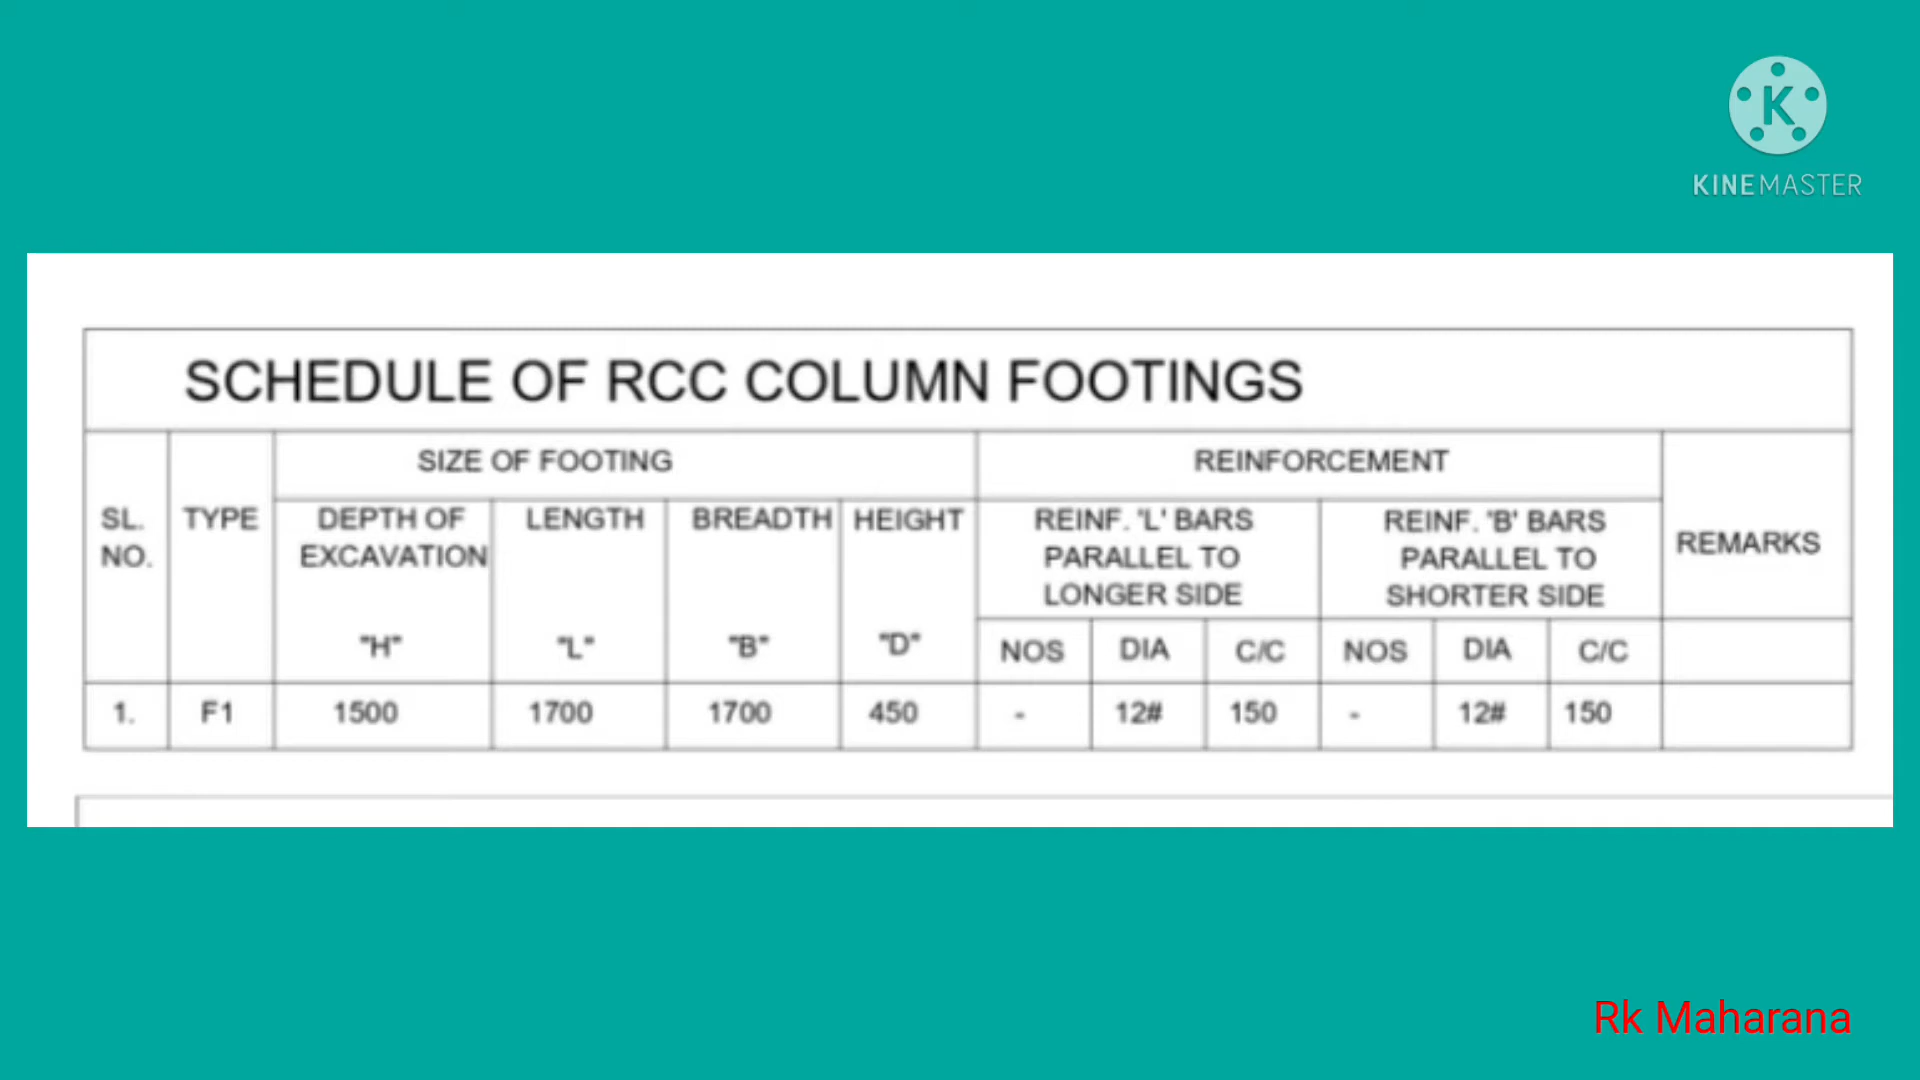 KINEMASTER
SCHEDULE OF RCC COLUMN FOOTINGS
SIZE OF FOOTING
REINFORCEMENT
SL.
NO.
TYPE
DEPTH OF
EXCAVATION
"H"
LENGTH
"L"
BREADTH
"B"
HEIGHT
"D"
REINF. 'L' BARS
PARALLEL TO
LONGER SIDE
REINF. 'B' BARS
PARALLEL TO
SHORTER SIDE
REMARKS
NOS DIA C/C NOS DIA C/C
1. F1 1500 1700 1700 450 - 12# 150 - 12# 150
Rk Maharana